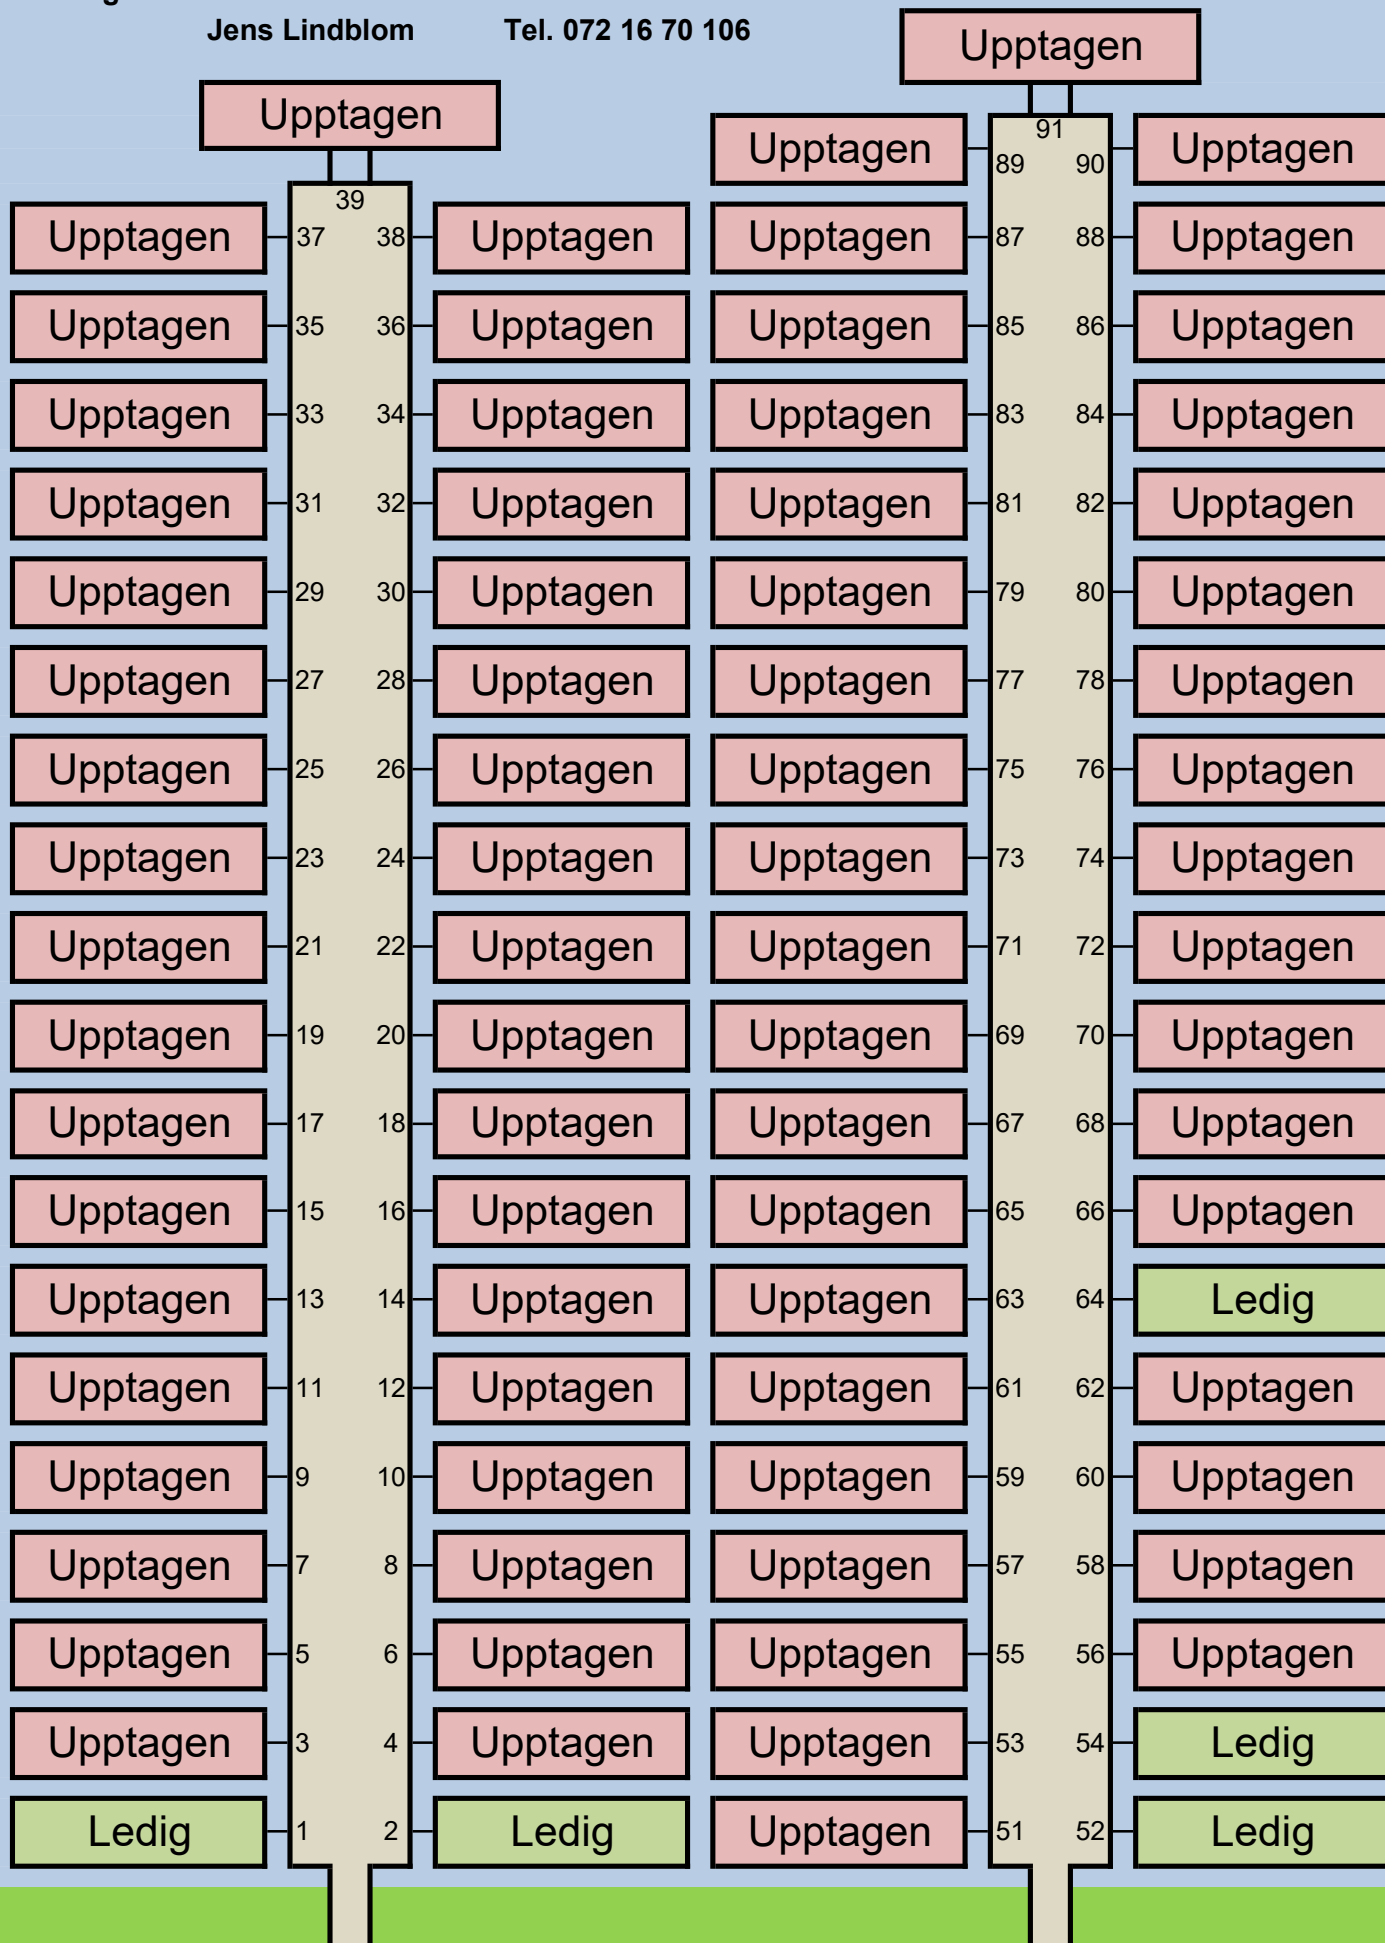 Jens Lindblom Tel. 072 16 70 106
Upptagen
Upptagen
91
Upptagen 89 90 Upptagen
39
Upptagen 37 38 Upptagen Upptagen 87 88 Upptagen
Upptagen 35 36 Upptagen Upptagen 85 86 Upptagen
Upptagen 33 34 Upptagen Upptagen 83 84 Upptagen
Upptagen 31 32 Upptagen Upptagen 81 82 Upptagen
Upptagen 29 30 Upptagen Upptagen 79 80 Upptagen
Upptagen 27 28 Upptagen Upptagen 77 78 Upptagen
Upptagen 25 26 Upptagen Upptagen 75 76 Upptagen
Upptagen 23 24 Upptagen Upptagen 73 74 Upptagen
Upptagen 21 22 Upptagen Upptagen 71 72 Upptagen
Upptagen 19 20 Upptagen Upptagen 69 70 Upptagen
Upptagen 17 18 Upptagen Upptagen 67 68 Upptagen
Upptagen 15 16 Upptagen Upptagen 65 66 Upptagen
Upptagen 13 14 Upptagen Upptagen 63 64 Ledig
Upptagen 11 12 Upptagen Upptagen 61 62 Upptagen
Upptagen 9 10 Upptagen Upptagen 59 60 Upptagen
Upptagen 7 8 Upptagen Upptagen 57 58 Upptagen
Upptagen 5 6 Upptagen Upptagen 55 56 Upptagen
Upptagen 3 4 Upptagen Upptagen 53 54 Ledig
Ledig 1 2 Ledig Upptagen 51 52 Ledig